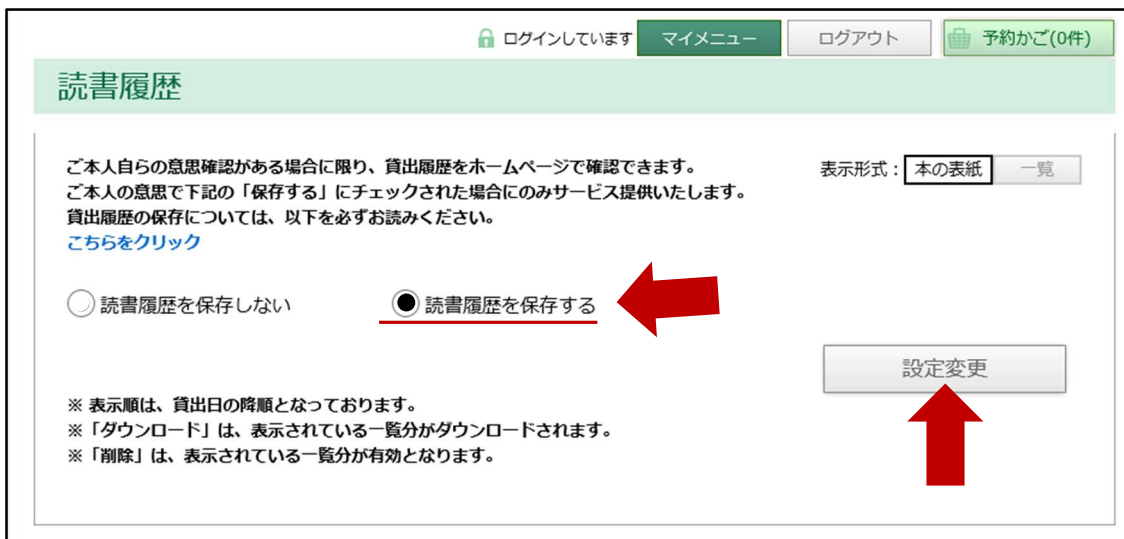 ログインしています マイメニュー ログアウト 予約かご(0件)
読書履歴
ご本人自らの意思確認がある場合に限り、貸出履歴をホームページで確認できます。
ご本人の意思で下記の「保存する」にチェックされた場合にのみサービス提供いたします。
貸出履歴の保存については、以下を必ずお読みください。
こちらをクリック
表示形式： 本の表紙 一覧
読書履歴を保存しない 読書履歴を保存する
設定変更
※ 表示順は、貸出日の降順となっております。
※「ダウンロード」は、表示されている一覧分がダウンロードされます。
※「削除」は、表示されている一覧分が有効となります。